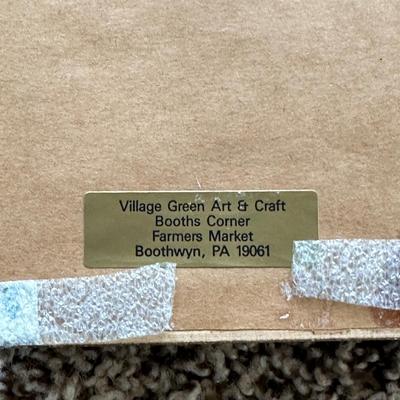 Village Green Art & Craft
Booths Corner
Farmers Market
Boothwyn, PA 19061